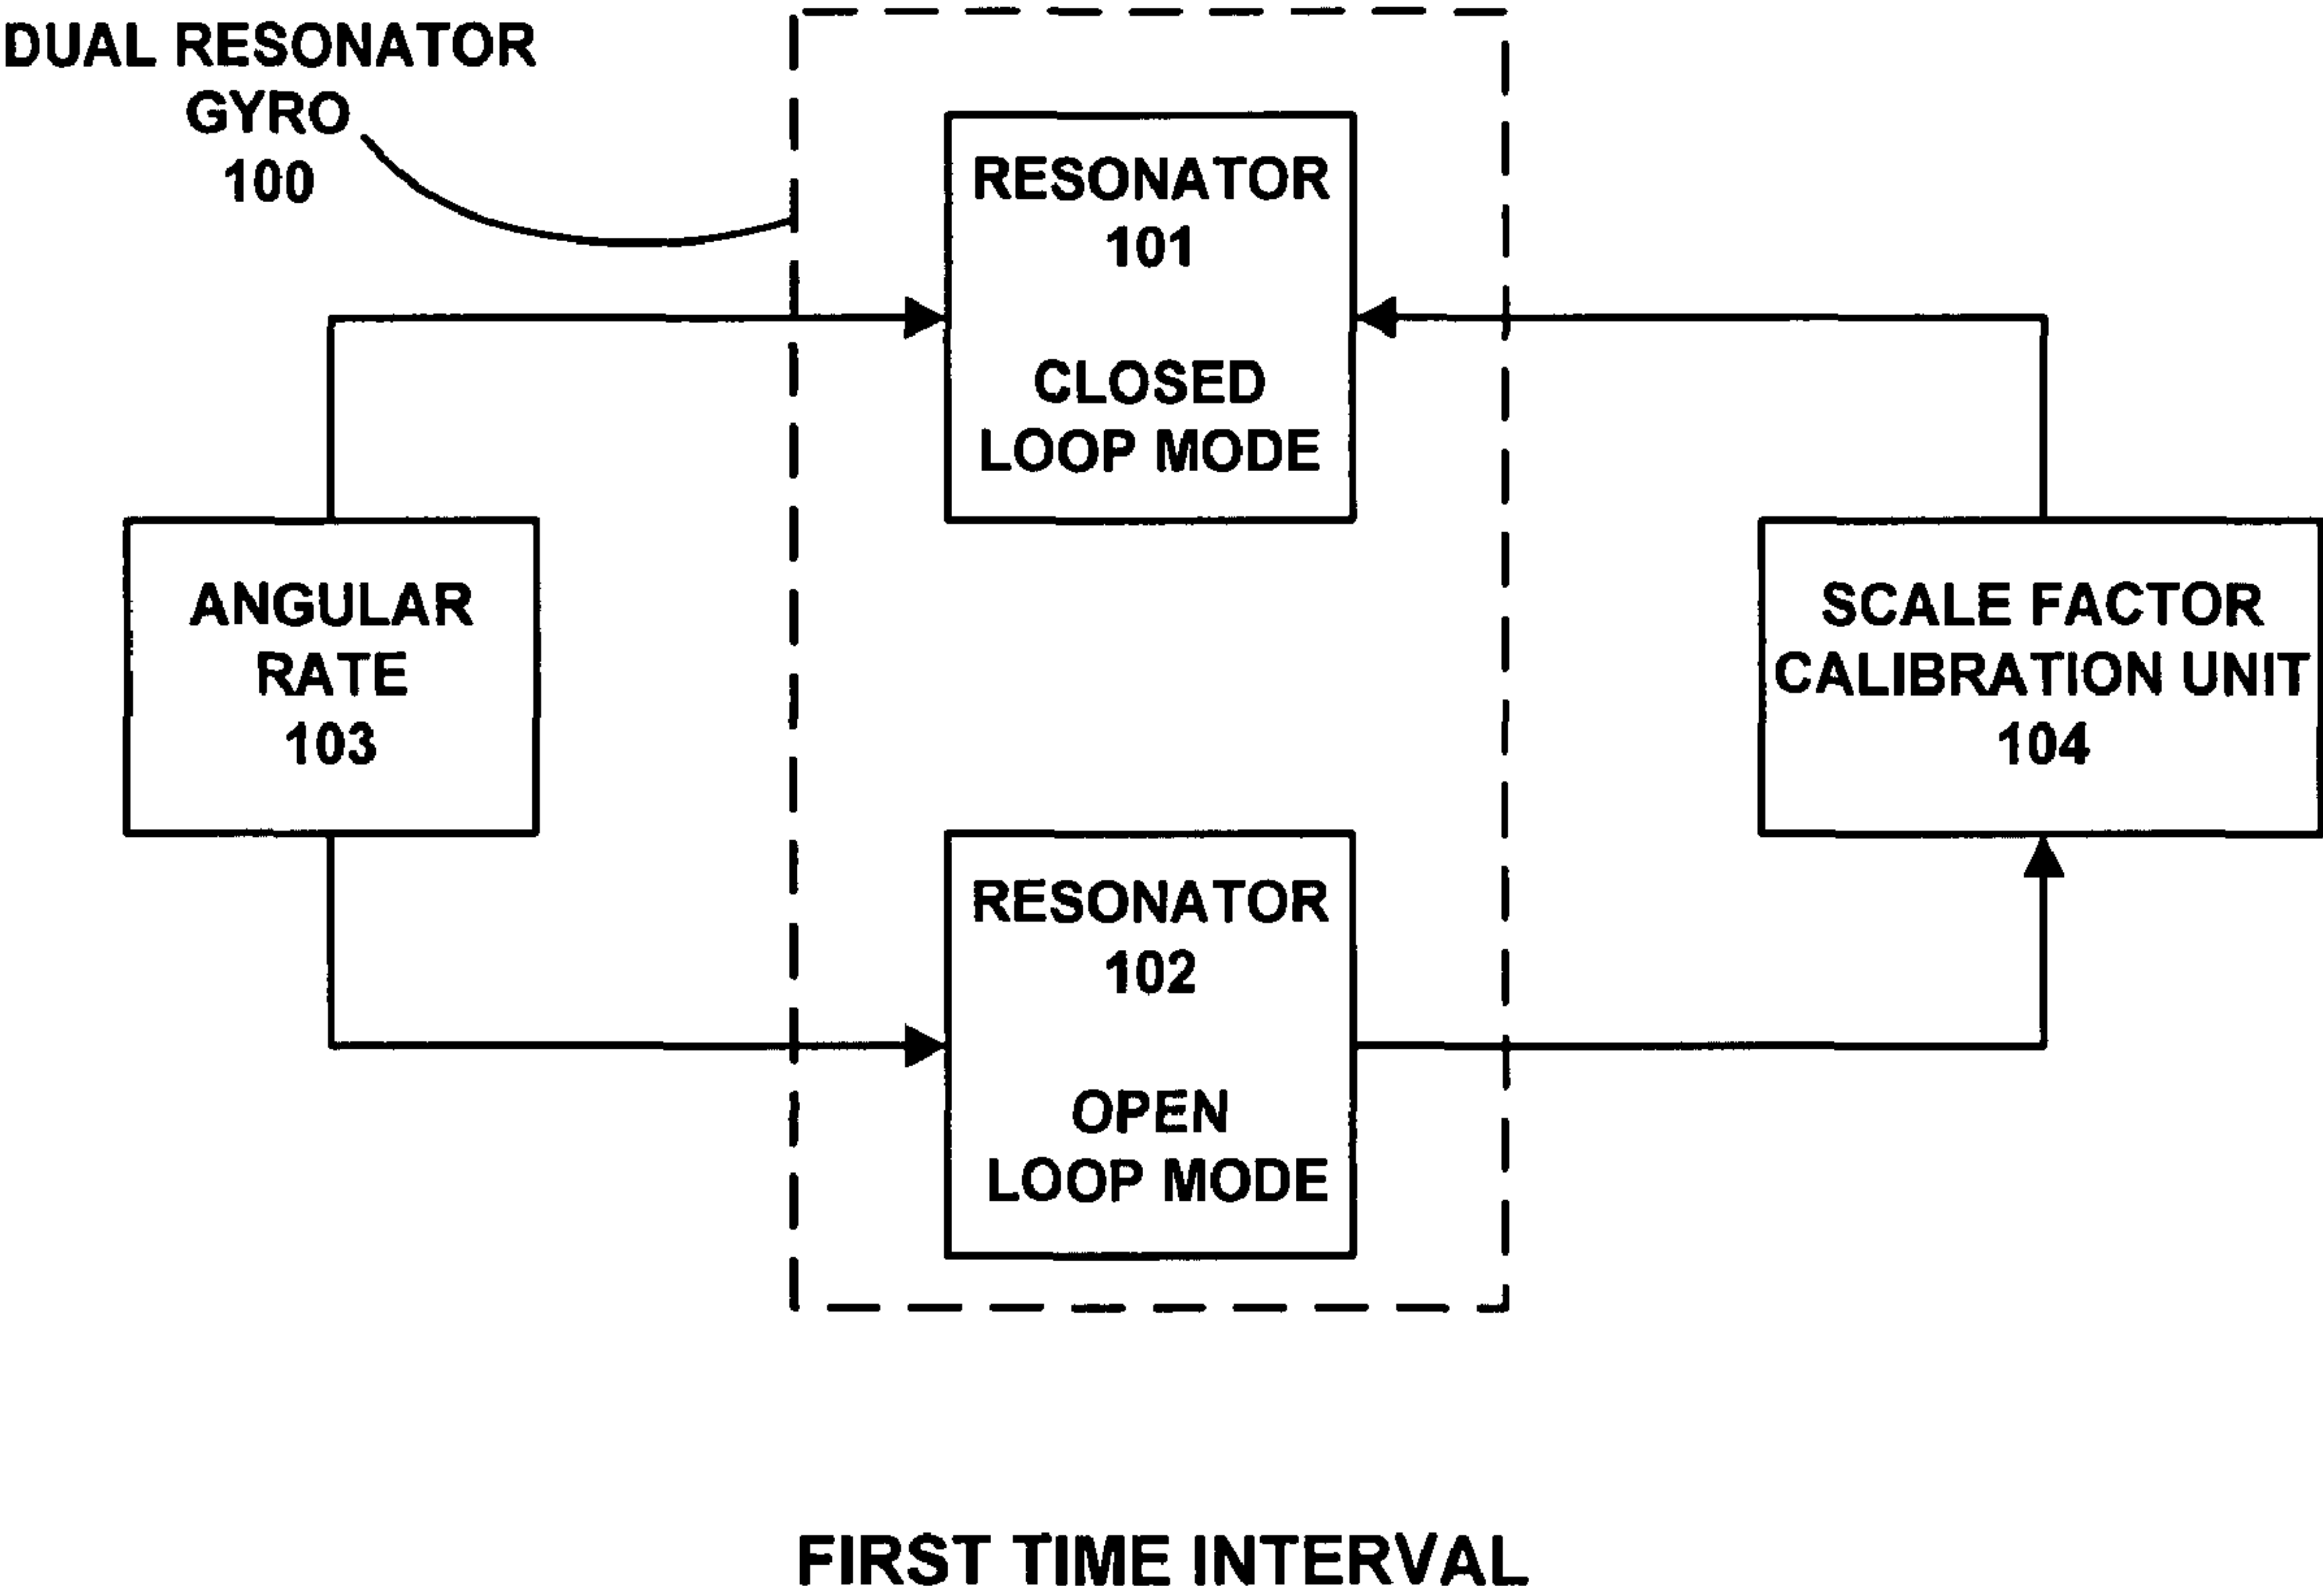 DUAL RESONATOR
GYRO
100
RESONATOR
101
CLOSED
LOOP MODE
ANGULAR
RATE
103
SCALE FACTOR
CALIBRATION UNIT
104
RESONATOR
102
OPEN
LOOP MODE
FIRST TIME INTERVAL